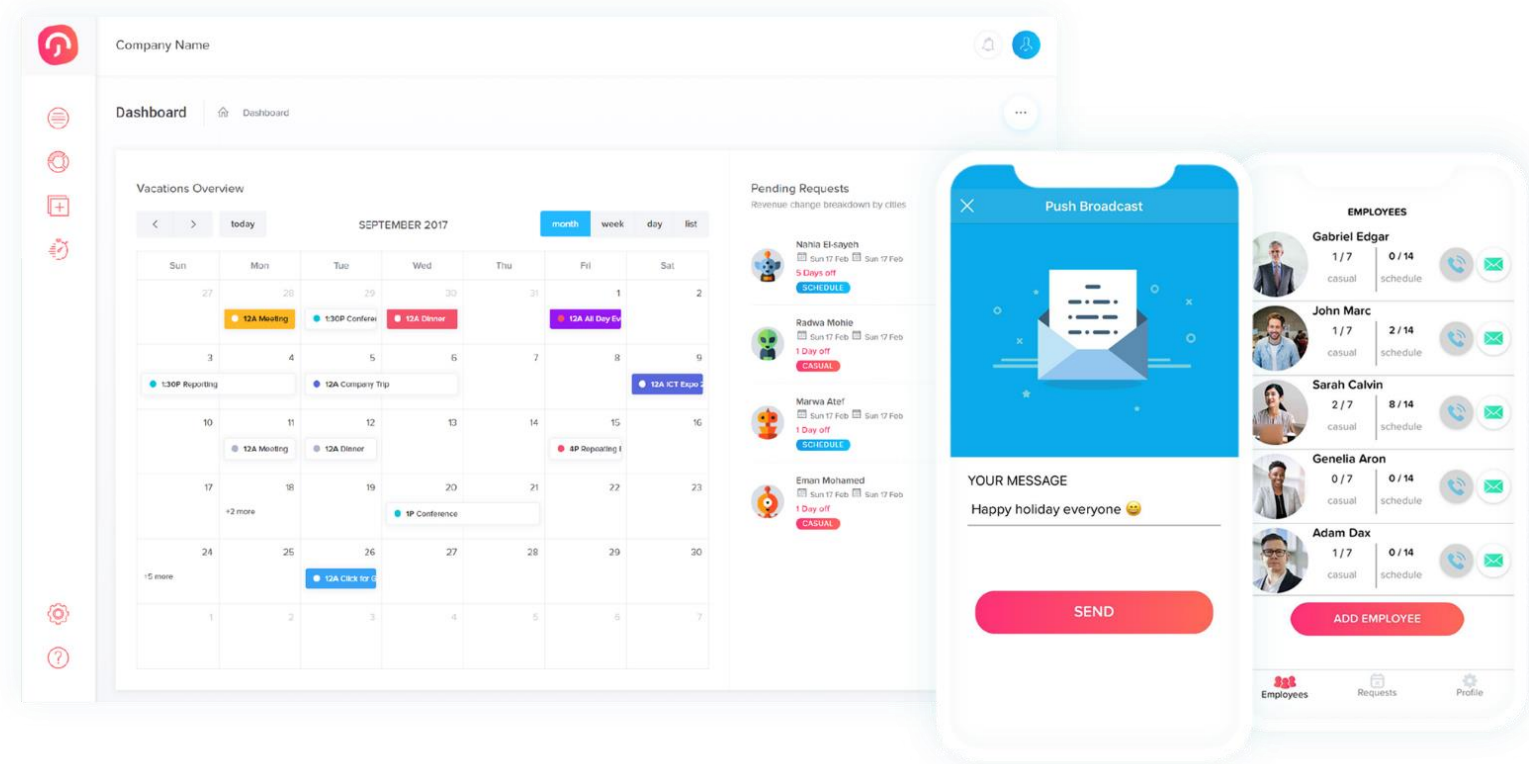 Company Name
Dashboard
Dashboard
Vacations Overview
today
SEPTEMBER 2017
month week day list
Sun Mon Tue Wed Thu Fri Sat
27 28 29 30 31 1 2
12A Meeting
1:30P Conferen
12A Dinner
12A All Day Ev
3 4 5 6 7 8 9
1:30P Reporting
12A Company Trip
12A ICT Expo 2
10 11 12 13 14 15 16
12A Meeting
12A Dinner
4P Repeating E
17 18 19 20 21 22 23
+2 more
1P Conference
24 25 26 27 28 29 30
+5 more
12A Click for G
1 2 3 4 5 6 7
Pending Requests
Revenue change breakdown by cities
Nahla El-sayeh
Sun 17 Feb Sun 17 Feb
5 Days off
SCHEDULE
Radwa Mohie
Sun 17 Feb Sun 17 Feb
1 Day off
CASUAL
Marwa Atef
Sun 17 Feb Sun 17 Feb
1 Day off
SCHEDULE
Eman Mohamed
Sun 17 Feb Sun 17 Feb
1 Day off
CASUAL
Push Broadcast
YOUR MESSAGE
Happy holiday everyone 😄
SEND
EMPLOYEES
Gabriel Edgar
1/7 0/14
casual schedule
John Marc
1/7 2/14
casual schedule
Sarah Calvin
2/7 8/14
casual schedule
Genelia Aron
0/7 0/14
casual schedule
Adam Dax
1/7 0/14
casual schedule
ADD EMPLOYEE
Employees Requests Profile